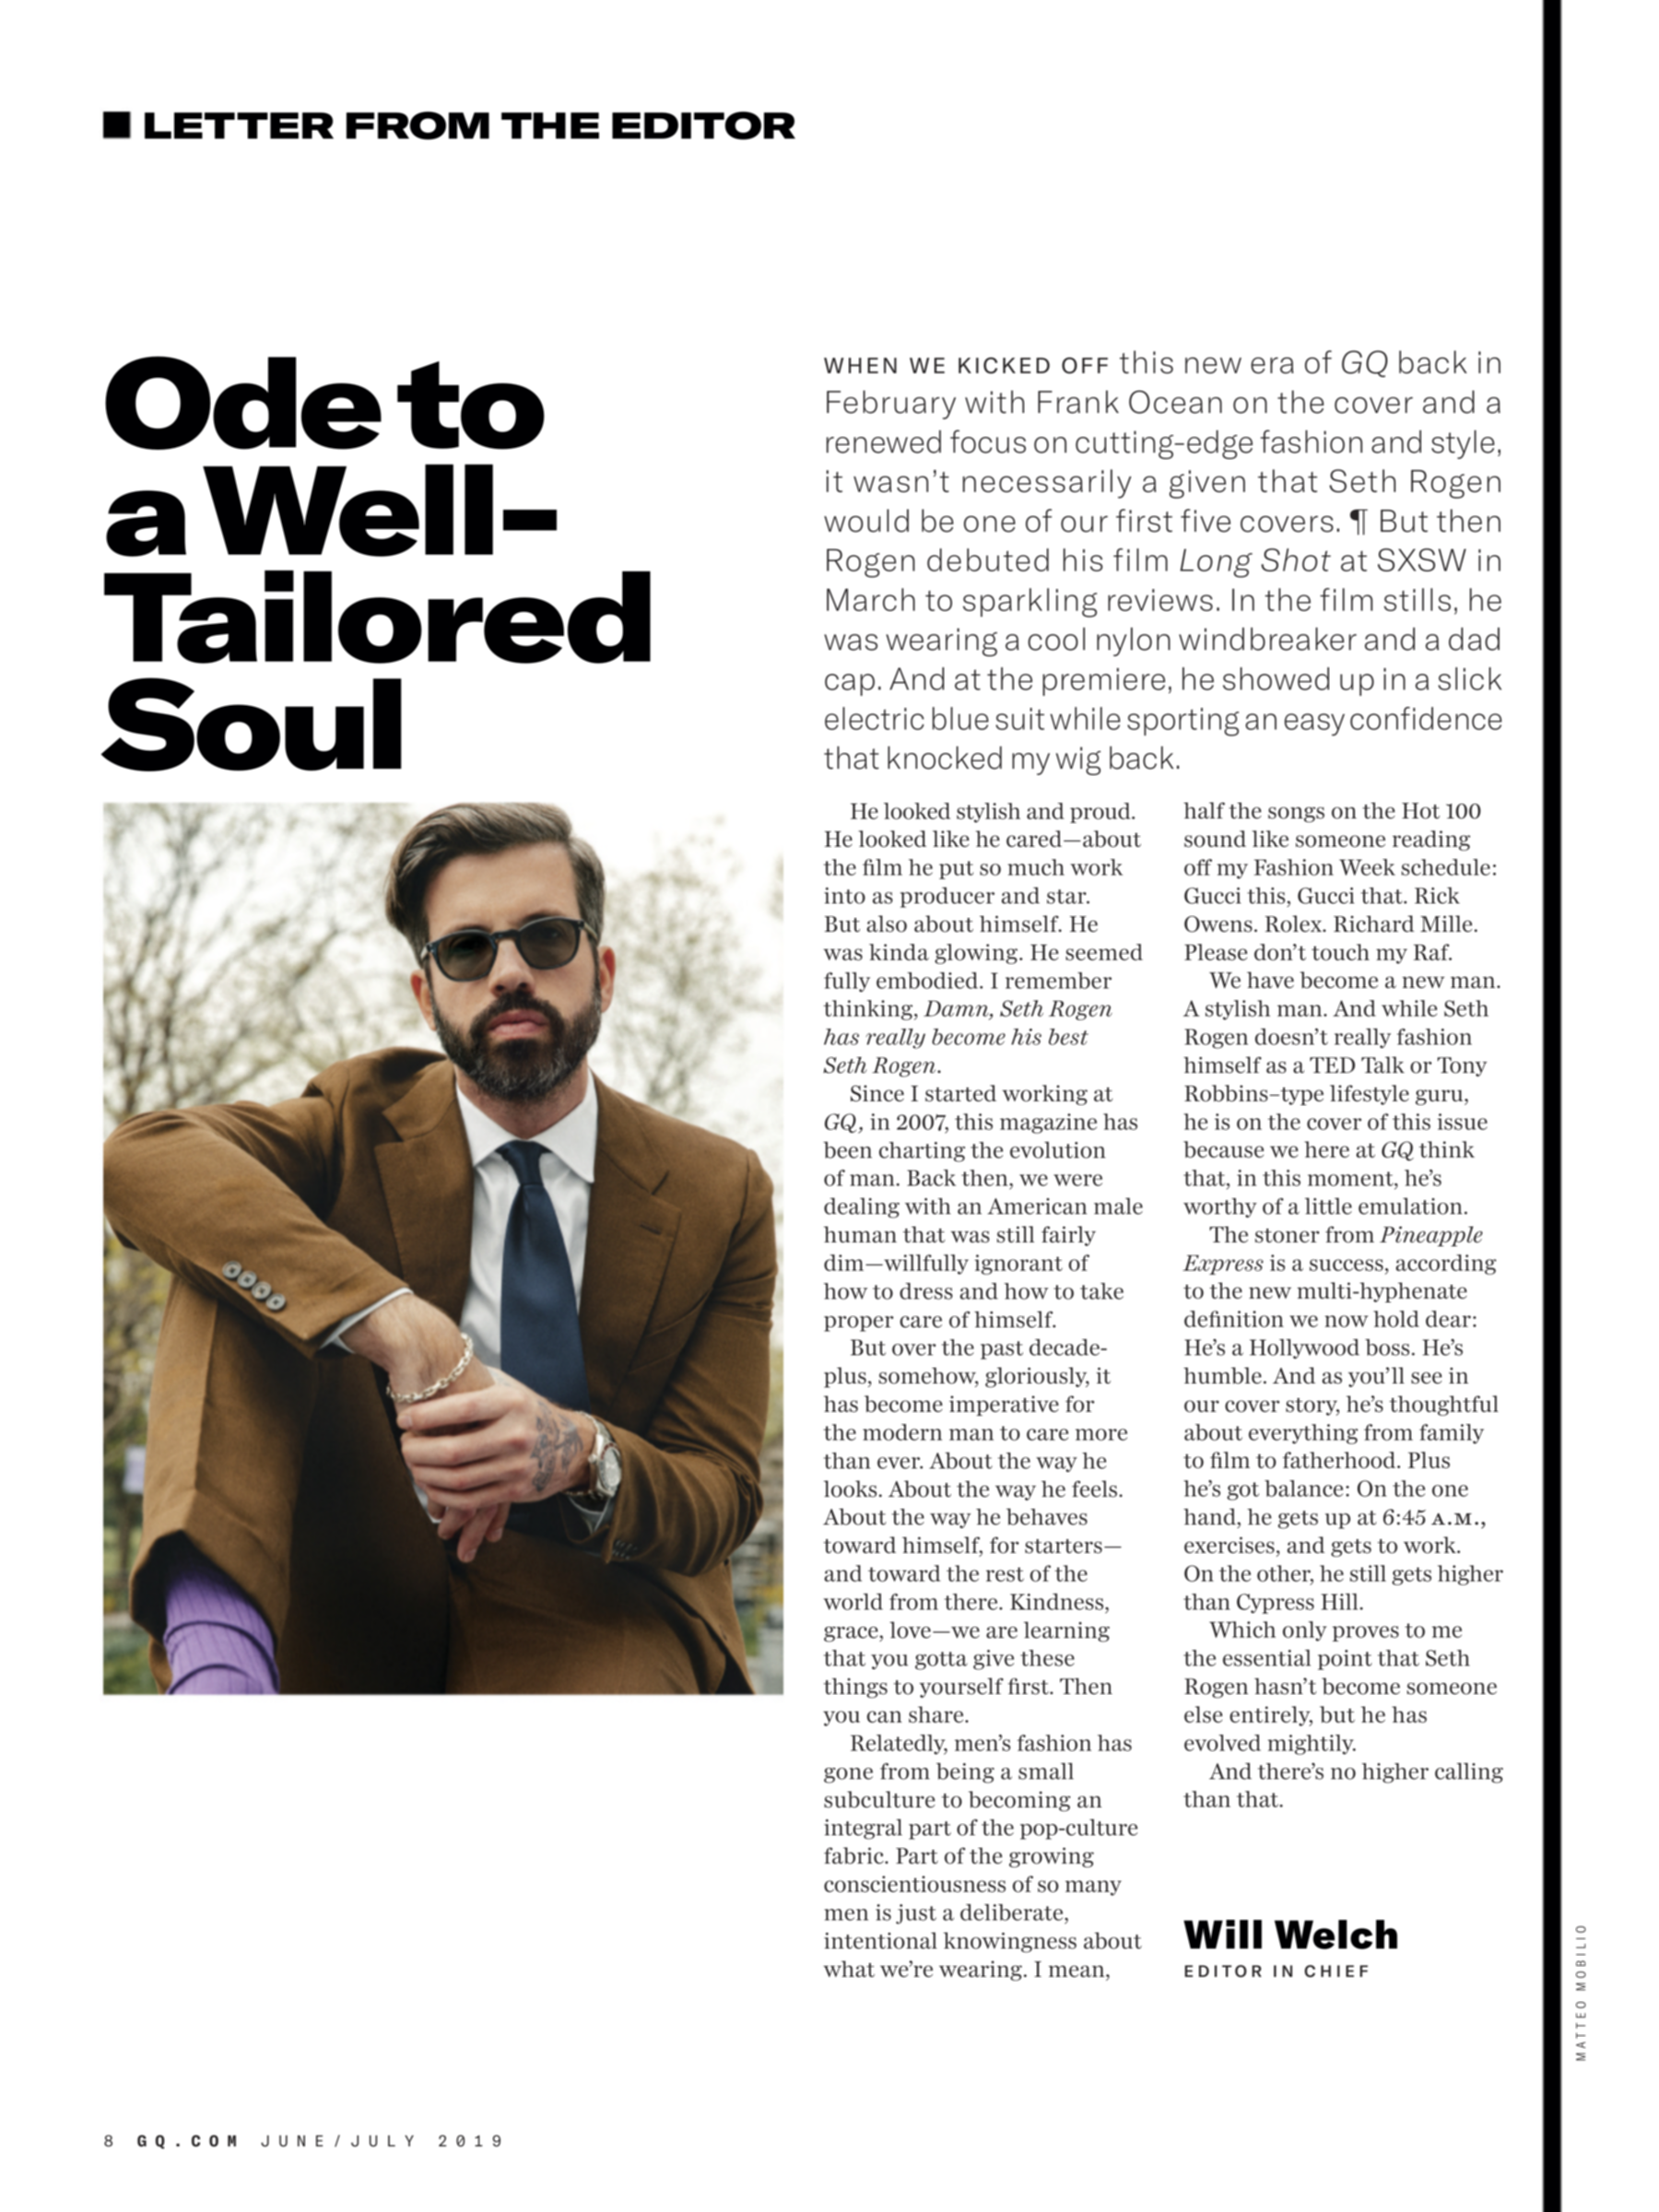 ■ LETTER FROM THE EDITOR
Ode to
a Well-
Tailored
Soul
WHEN WE KICKED OFF this new era of GQ back in
February with Frank Ocean on the cover and a
renewed focus on cutting-edge fashion and style,
it wasn’t necessarily a given that Seth Rogen
would be one of our first five covers. ¶ But then
Rogen debuted his film Long Shot at SXSW in
March to sparkling reviews. In the film stills, he
was wearing a cool nylon windbreaker and a dad
cap. And at the premiere, he showed up in a slick
electric blue suit while sporting an easy confidence
that knocked my wig back.
He looked stylish and proud.
He looked like he cared—about
the film he put so much work
into as producer and star.
But also about himself. He
was kinda glowing. He seemed
fully embodied. I remember
thinking, Damn, Seth Rogen
has really become his best
Seth Rogen.
Since I started working at
GQ, in 2007, this magazine has
been charting the evolution
of man. Back then, we were
dealing with an American male
human that was still fairly
dim—willfully ignorant of
how to dress and how to take
proper care of himself.
But over the past decade-
plus, somehow, gloriously, it
has become imperative for
the modern man to care more
than ever. About the way he
looks. About the way he feels.
About the way he behaves
toward himself, for starters—
and toward the rest of the
world from there. Kindness,
grace, love—we are learning
that you gotta give these
things to yourself first. Then
you can share.
Relatedly, men’s fashion has
gone from being a small
subculture to becoming an
integral part of the pop-culture
fabric. Part of the growing
conscientiousness of so many
men is just a deliberate,
intentional knowingness about
what we’re wearing. I mean,
half the songs on the Hot 100
sound like someone reading
off my Fashion Week schedule:
Gucci this, Gucci that. Rick
Owens. Rolex. Richard Mille.
Please don’t touch my Raf.
We have become a new man.
A stylish man. And while Seth
Rogen doesn’t really fashion
himself as a TED Talk or Tony
Robbins–type lifestyle guru,
he is on the cover of this issue
because we here at GQ think
that, in this moment, he’s
worthy of a little emulation.
The stoner from Pineapple
Express is a success, according
to the new multi-hyphenate
definition we now hold dear:
He’s a Hollywood boss. He’s
humble. And as you’ll see in
our cover story, he’s thoughtful
about everything from family
to film to fatherhood. Plus
he’s got balance: On the one
hand, he gets up at 6:45 A.M.,
exercises, and gets to work.
On the other, he still gets higher
than Cypress Hill.
Which only proves to me
the essential point that Seth
Rogen hasn’t become someone
else entirely, but he has
evolved mightily.
And there’s no higher calling
than that.
Will Welch
EDITOR IN CHIEF
MATTEO MOBILIO
8 GQ.COM JUNE/JULY 2019